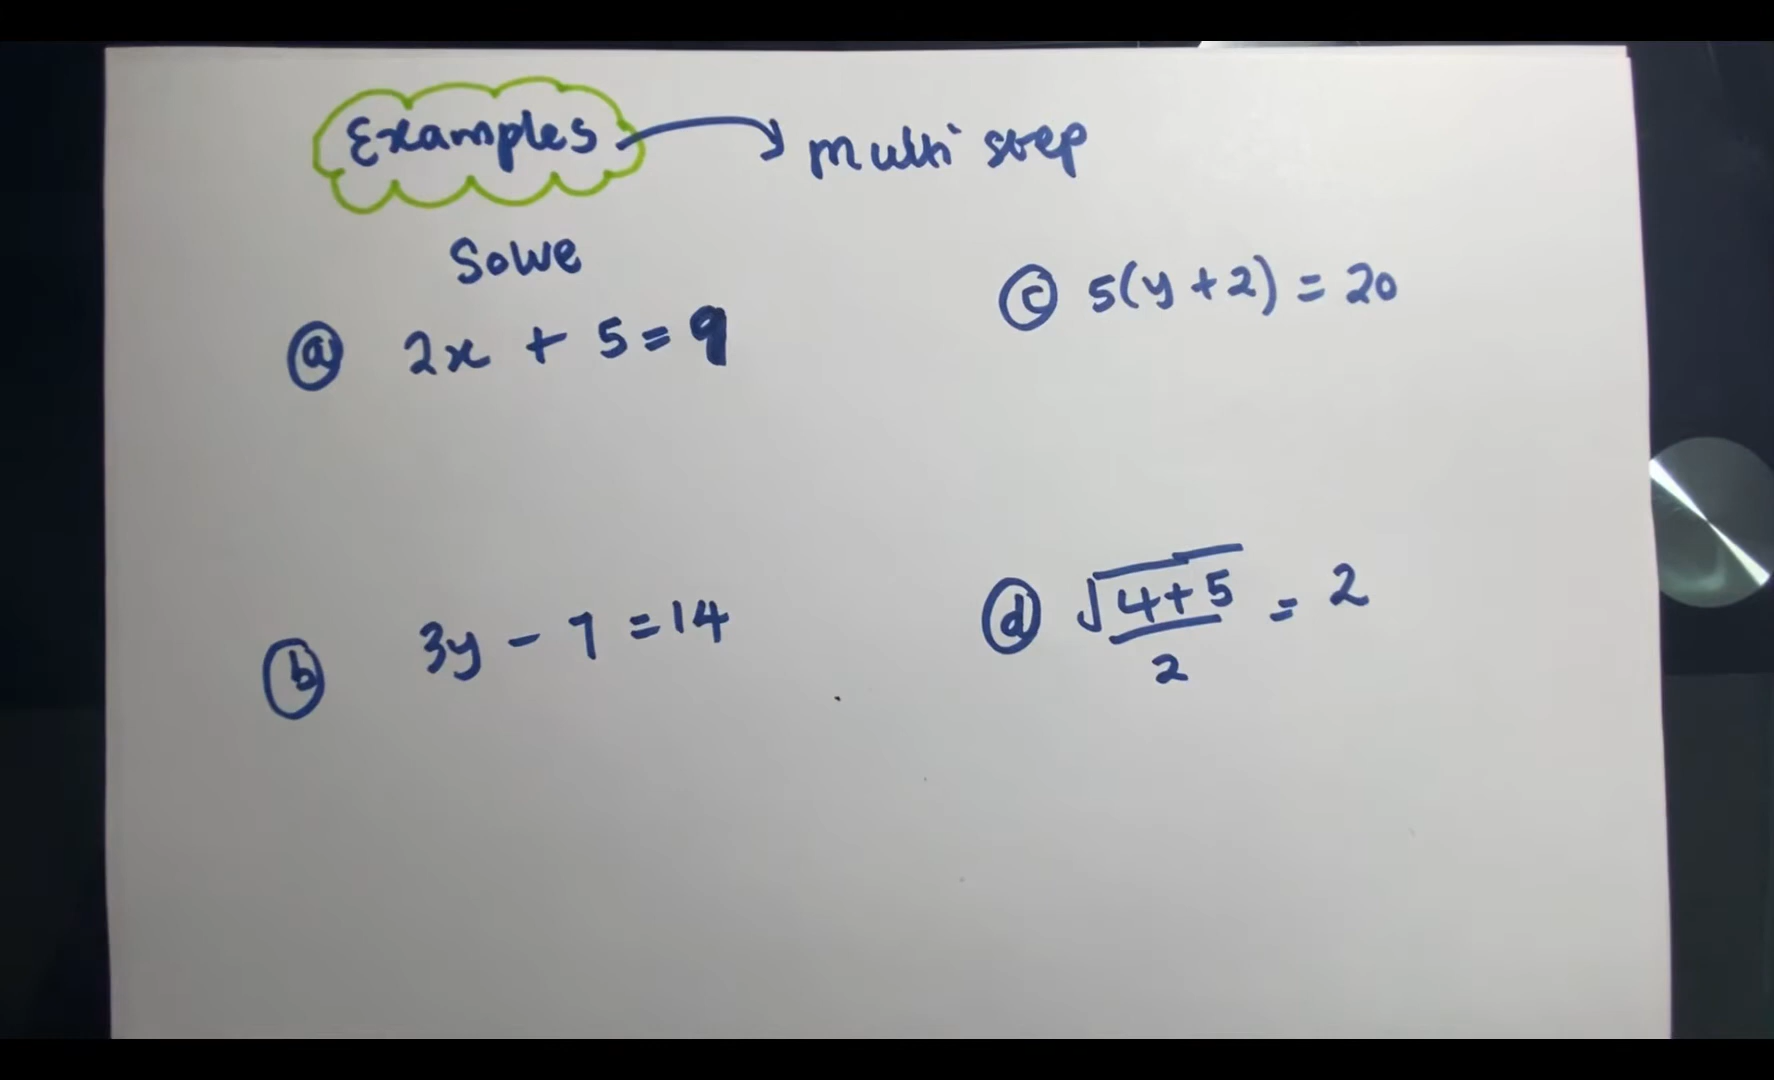 Examples → multi step
Solve
ⓐ 2x + 5 = 9
ⓑ 3y - 7 = 14
ⓒ 5(y + 2) = 20
ⓓ √(4+5)/2 = 2